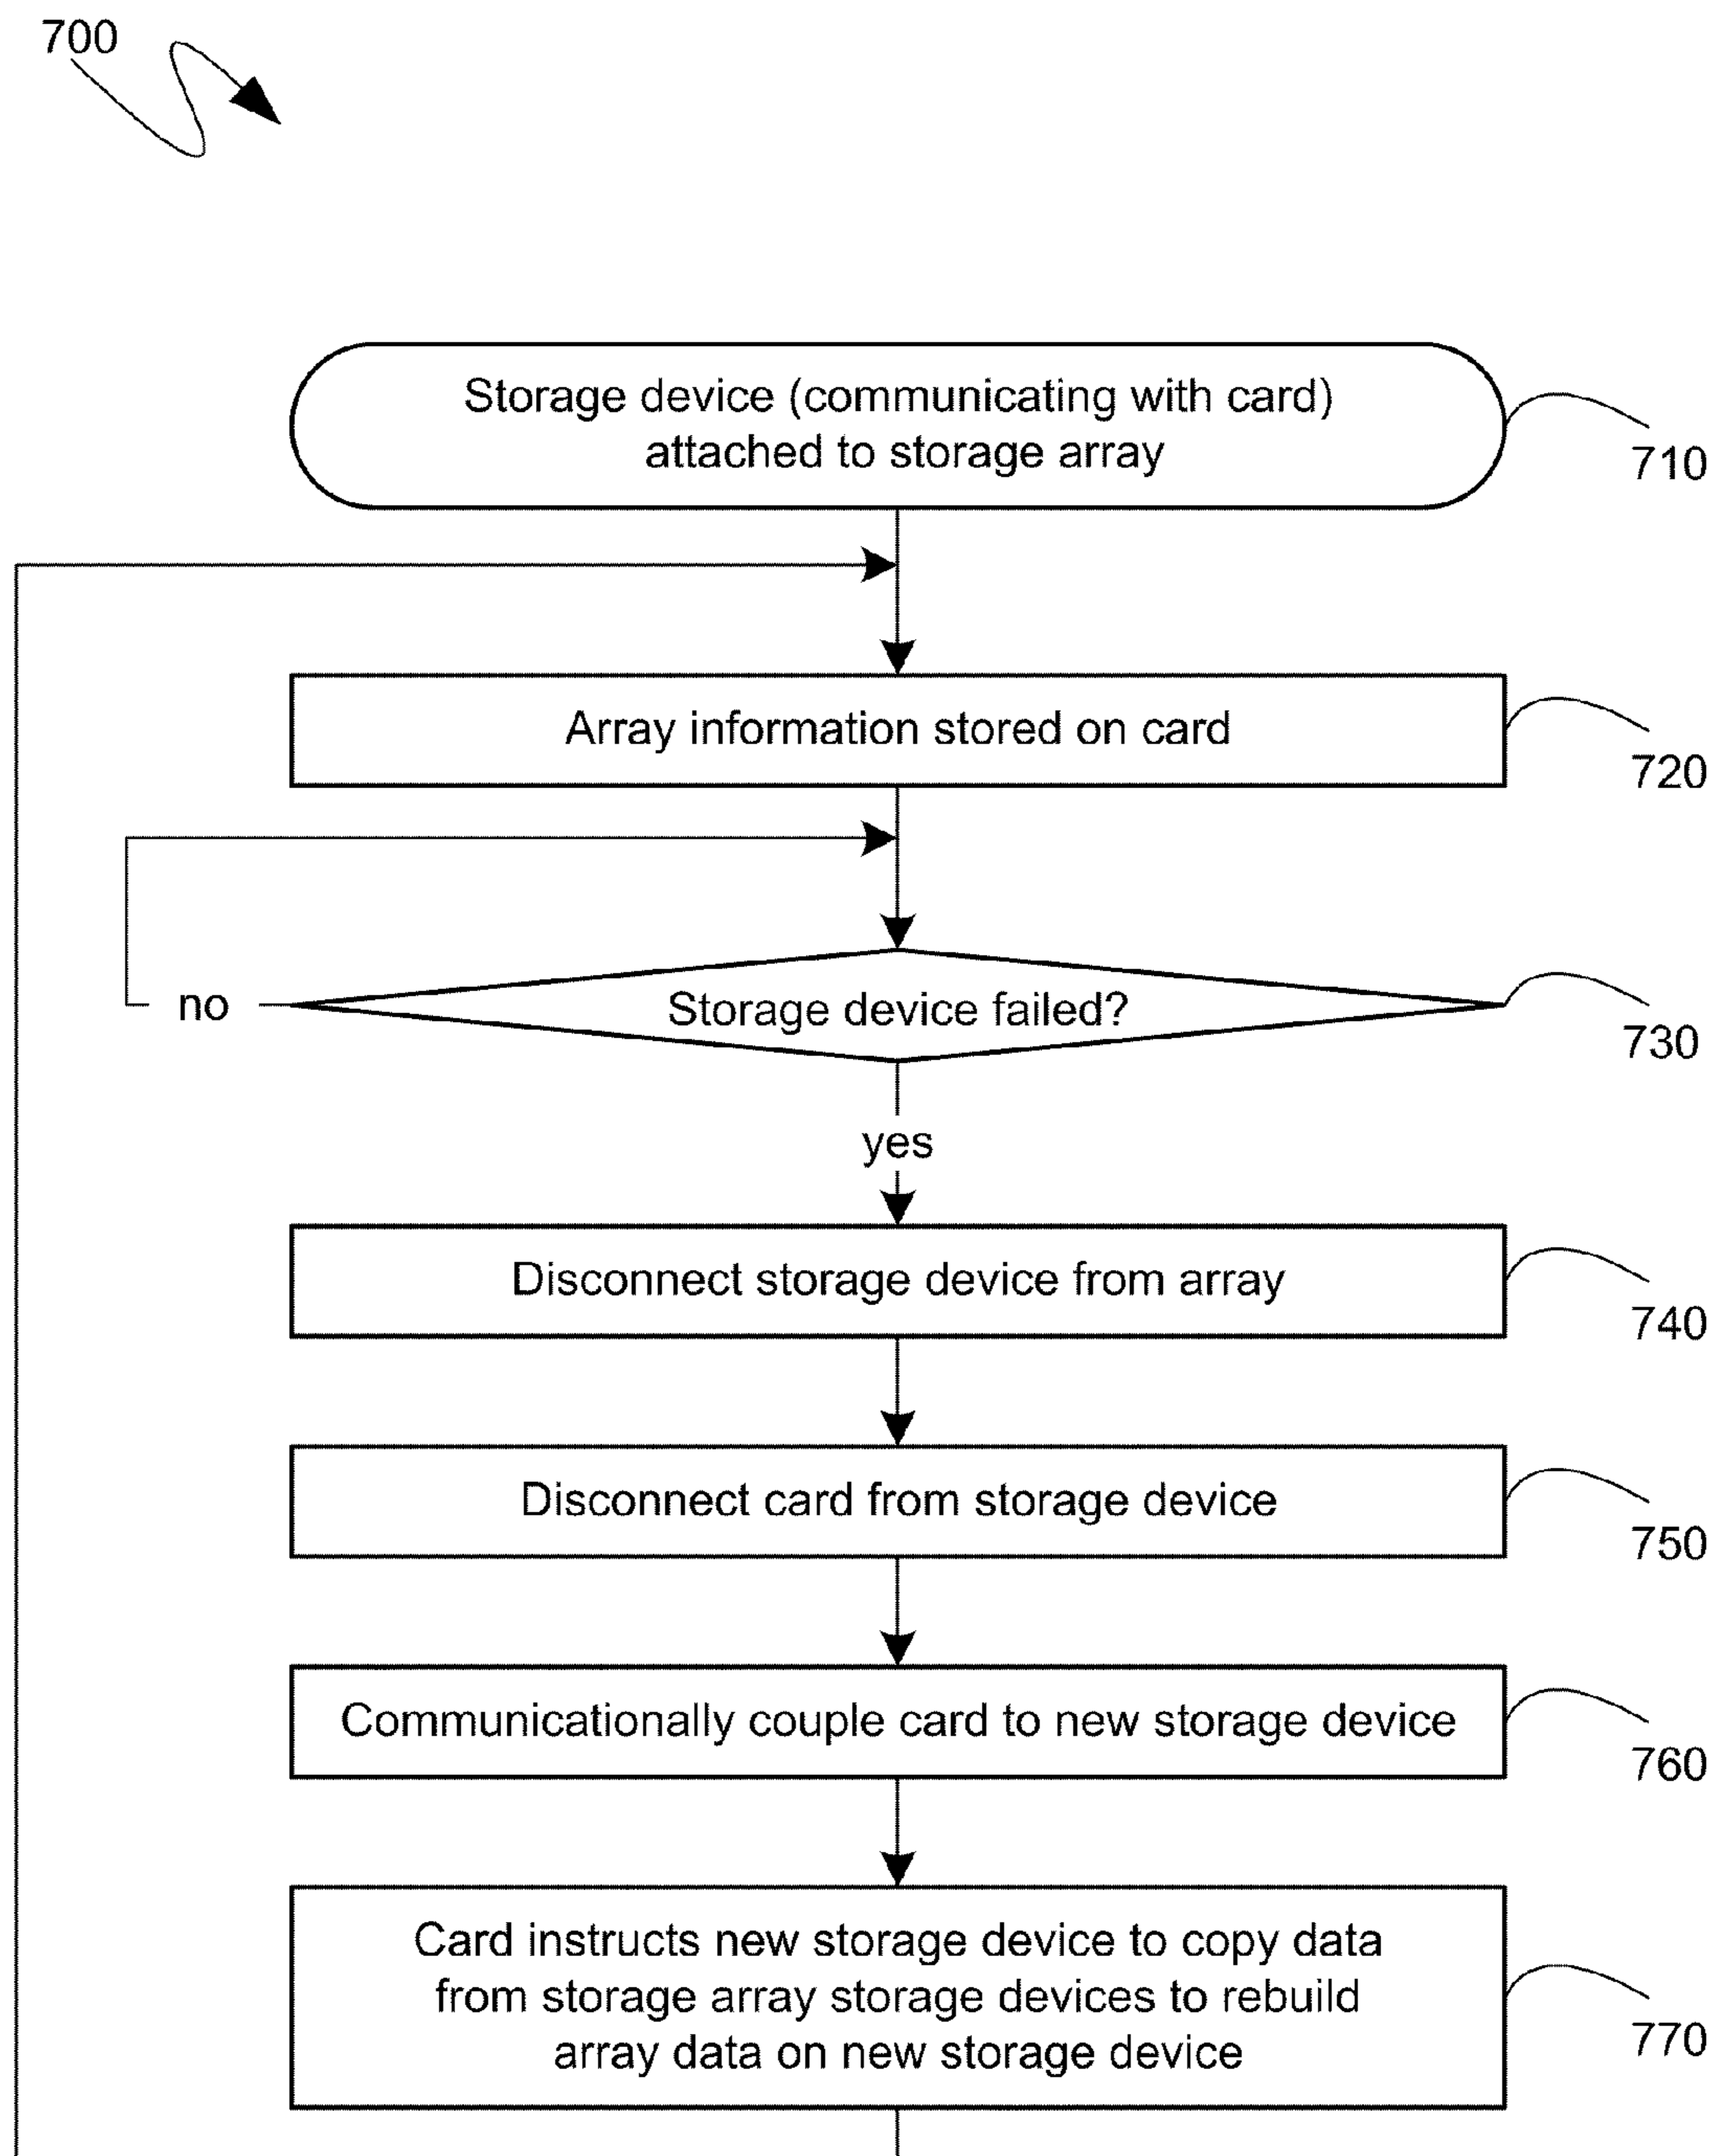 700
Storage device (communicating with card)
attached to storage array
710
Array information stored on card
720
no
Storage device failed?
730
yes
Disconnect storage device from array
740
Disconnect card from storage device
750
Communicationally couple card to new storage device
760
Card instructs new storage device to copy data
from storage array storage devices to rebuild
array data on new storage device
770